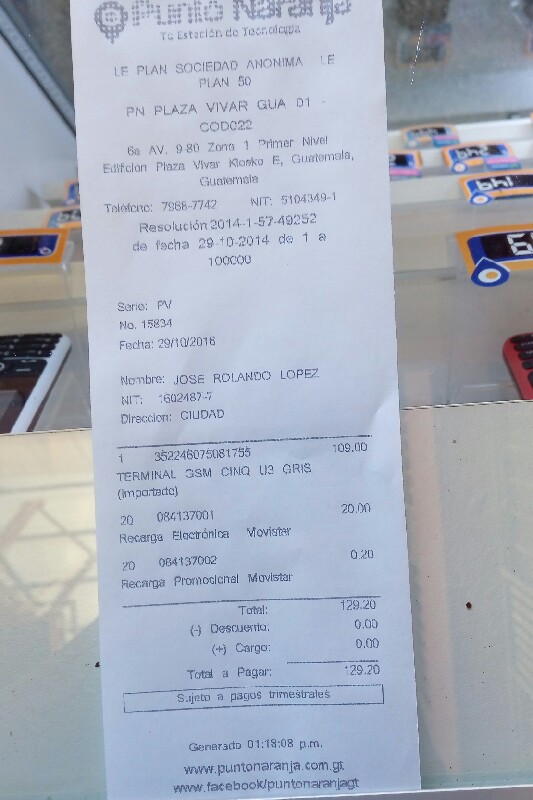 Punto Naranja
Tu Estación de Tecnología
LE PLAN SOCIEDAD ANONIMA LE
PLAN 50
PN PLAZA VIVAR GUA 01 -
COD022
6a AV. 9-80 Zona 1 Primer Nivel
Edificion Plaza Vivar Kiosko E, Guatemala,
Guatemala
Teléfono: 7968-7742 NIT: 5104349-1
Resolución 2014-1-57-49252
de fecha 29-10-2014 de 1 a
100000
Serie: PV
No. 15834
Fecha: 29/10/2016
Nombre: JOSE ROLANDO LOPEZ
NIT: 1602487-7
Direccion: CIUDAD
1 352246075081755 109.00
TERMINAL GSM CINQ U3 GRIS
(Importado)
20 084137001 20.00
Recarga Electrónica Movistar
20 084137002 0.20
Recarga Promocional Movistar
Total: 129.20
(-) Descuento: 0.00
(+) Cargo: 0.00
Total a Pagar: 129.20
Sujeto a pagos trimestrales
Generado 01:18:08 p.m.
www.puntonaranja.com.gt
www.facebook/puntonaranjagt